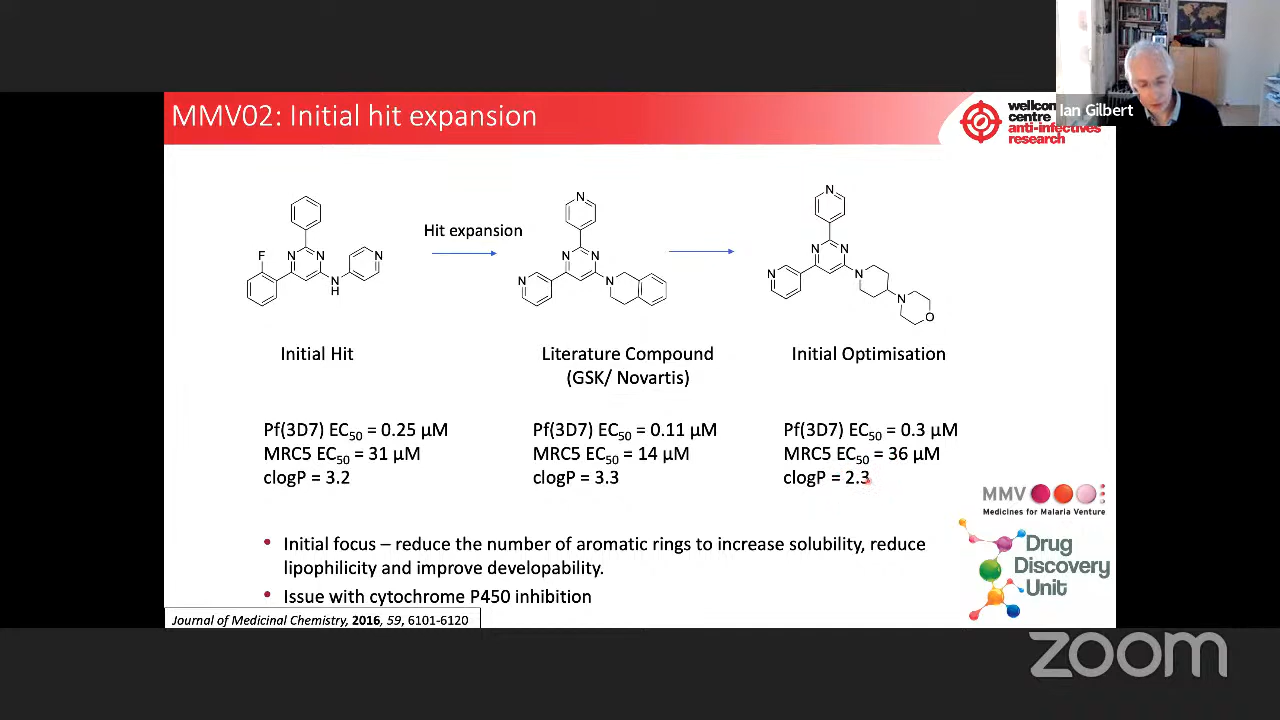 Ian Gilbert
MMV02: Initial hit expansion
wellcom
centre
anti-infectives
research
N
N
N
N
F
N
H
Hit expansion
N
N
N
N
N
N
N
N
N
N
N
O
Initial Hit
Literature Compound
(GSK/ Novartis)
Initial Optimisation
Pf(3D7) EC50 = 0.25 µM
MRC5 EC50 = 31 µM
clogP = 3.2
Pf(3D7) EC50 = 0.11 µM
MRC5 EC50 = 14 µM
clogP = 3.3
Pf(3D7) EC50 = 0.3 µM
MRC5 EC50 = 36 µM
clogP = 2.3
MMV
Medicines for Malaria Venture
• Initial focus – reduce the number of aromatic rings to increase solubility, reduce
lipophilicity and improve developability.
• Issue with cytochrome P450 inhibition
Drug
Discovery
Unit
Journal of Medicinal Chemistry, 2016, 59, 6101-6120
zoom